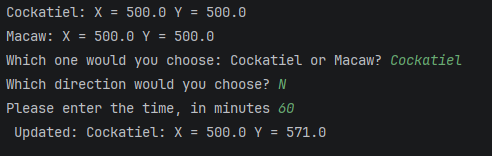 Cockatiel: X = 500.0 Y = 500.0
Macaw: X = 500.0 Y = 500.0
Which one would you choose: Cockatiel or Macaw? Cockatiel
Which direction would you choose? N
Please enter the time, in minutes 60
 Updated: Cockatiel: X = 500.0 Y = 571.0